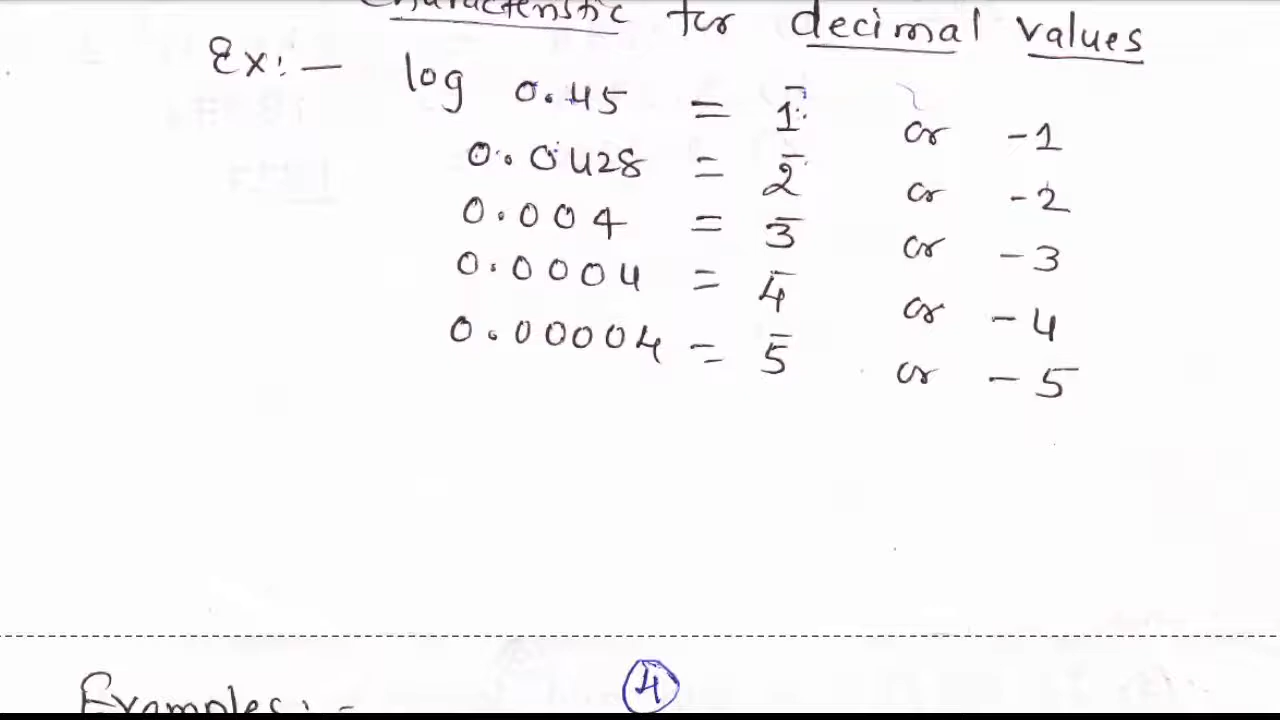 Characteristic for decimal values
Ex:- log 0.45 = 1̄ or -1
0.0428 = 2̄ or -2
0.004 = 3̄ or -3
0.0004 = 4̄ or -4
0.00004 = 5̄ or -5
4
Examples:-